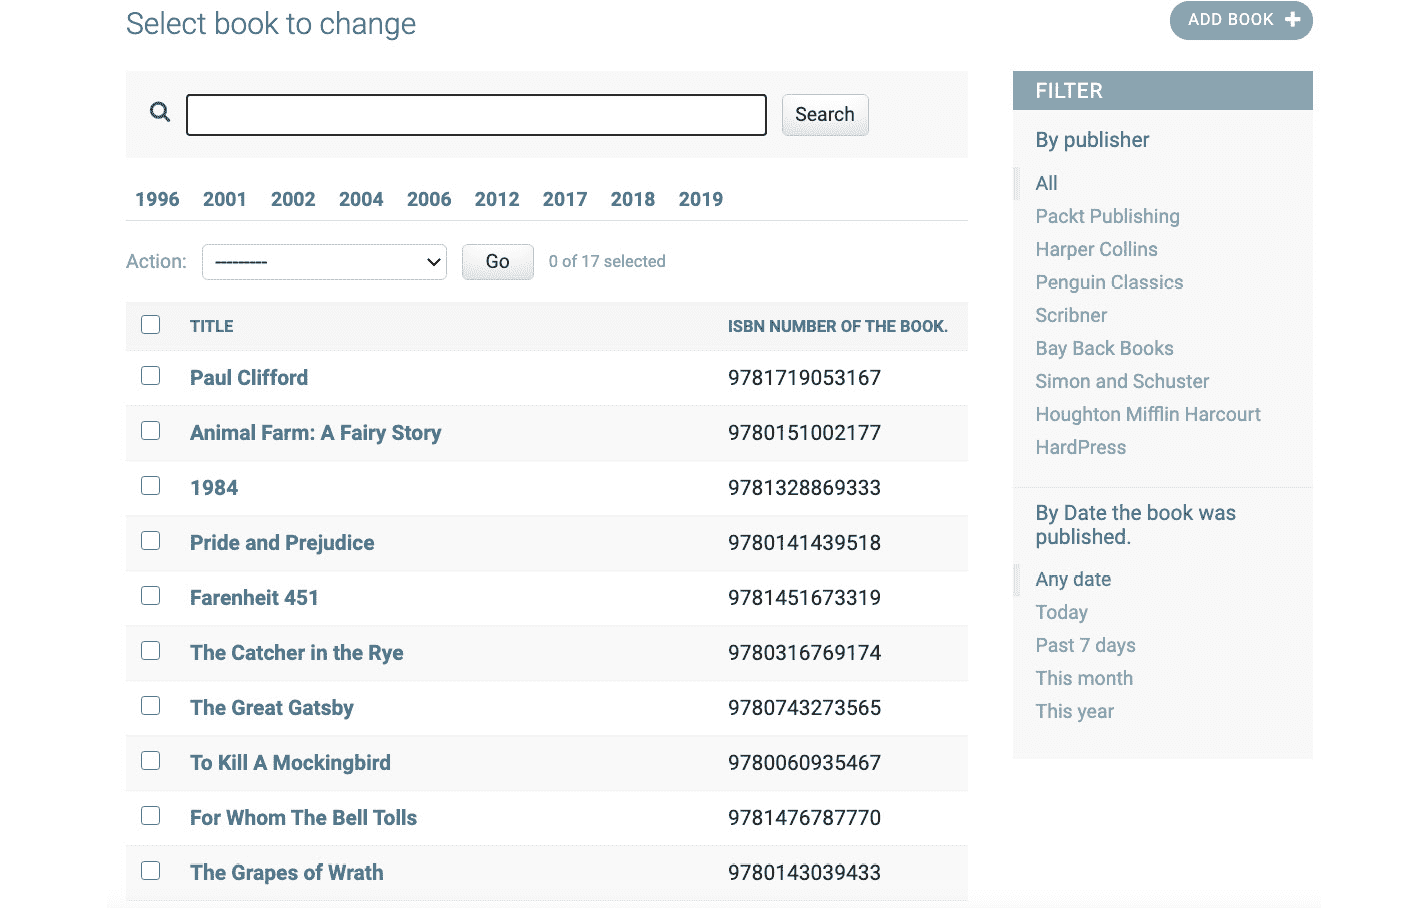 Select book to change
ADD BOOK +
Search
1996 2001 2002 2004 2006 2012 2017 2018 2019
Action: --------- Go 0 of 17 selected
TITLE ISBN NUMBER OF THE BOOK.
Paul Clifford 9781719053167
Animal Farm: A Fairy Story 9780151002177
1984 9781328869333
Pride and Prejudice 9780141439518
Farenheit 451 9781451673319
The Catcher in the Rye 9780316769174
The Great Gatsby 9780743273565
To Kill A Mockingbird 9780060935467
For Whom The Bell Tolls 9781476787770
The Grapes of Wrath 9780143039433
FILTER
By publisher
All
Packt Publishing
Harper Collins
Penguin Classics
Scribner
Bay Back Books
Simon and Schuster
Houghton Mifflin Harcourt
HardPress
By Date the book was
published.
Any date
Today
Past 7 days
This month
This year